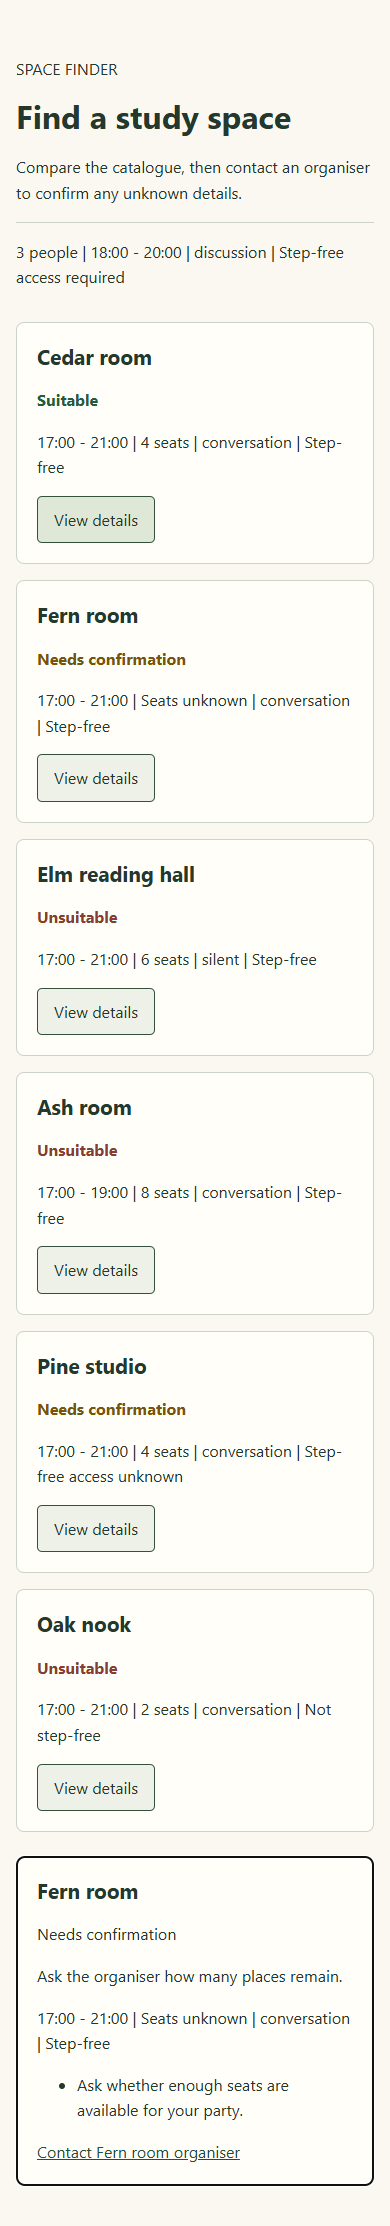 SPACE FINDER
Find a study space
Compare the catalogue, then contact an organiser
to confirm any unknown details.
3 people | 18:00 - 20:00 | discussion | Step-free
access required
Cedar room
Suitable
17:00 - 21:00 | 4 seats | conversation | Step-
free
View details
Fern room
Needs confirmation
17:00 - 21:00 | Seats unknown | conversation
| Step-free
View details
Elm reading hall
Unsuitable
17:00 - 21:00 | 6 seats | silent | Step-free
View details
Ash room
Unsuitable
17:00 - 19:00 | 8 seats | conversation | Step-
free
View details
Pine studio
Needs confirmation
17:00 - 21:00 | 4 seats | conversation | Step-
free access unknown
View details
Oak nook
Unsuitable
17:00 - 21:00 | 2 seats | conversation | Not
step-free
View details
Fern room
Needs confirmation
Ask the organiser how many places remain.
17:00 - 21:00 | Seats unknown | conversation
| Step-free
• Ask whether enough seats are
available for your party.
Contact Fern room organiser